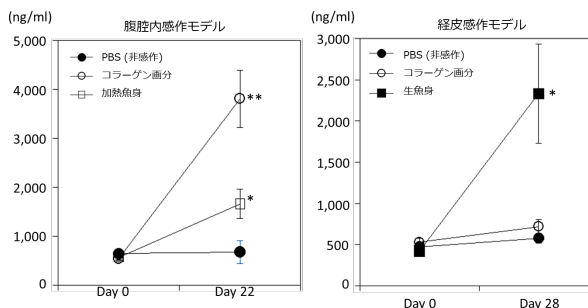 (ng/ml)
腹腔内感作モデル
5,000
4,000
3,000
2,000
1,000
0
PBS (非感作)
コラーゲン画分
加熱魚身
**
*
Day 0
Day 22
(ng/ml)
経皮感作モデル
3,000
2,500
2,000
1,500
1,000
500
0
PBS (非感作)
コラーゲン画分
生魚身
*
Day 0
Day 28